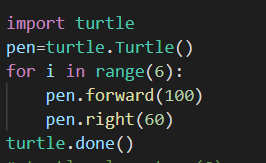 import turtle
pen=turtle.Turtle()
for i in range(6):
    pen.forward(100)
    pen.right(60)
turtle.done()